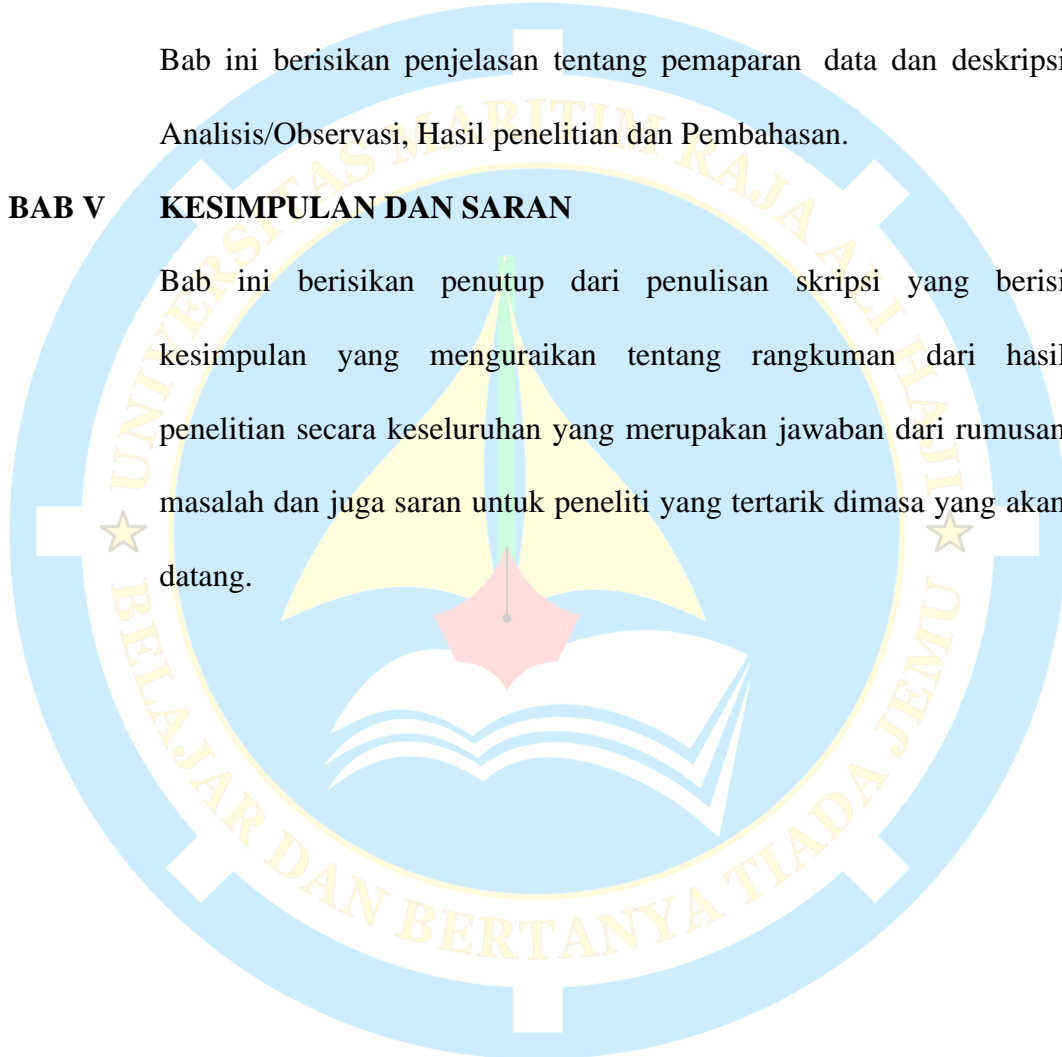 Bab ini berisikan penjelasan tentang pemaparan data dan deskripsi
Analisis/Observasi, Hasil penelitian dan Pembahasan.
BAB V KESIMPULAN DAN SARAN
Bab ini berisikan penutup dari penulisan skripsi yang berisi
kesimpulan yang menguraikan tentang rangkuman dari hasil
penelitian secara keseluruhan yang merupakan jawaban dari rumusan
masalah dan juga saran untuk peneliti yang tertarik dimasa yang akan
datang.
UNIVERSITAS MARITIM RAJA ALI HAJI
BELAJAR DAN BERTANYA TIADA JEMU